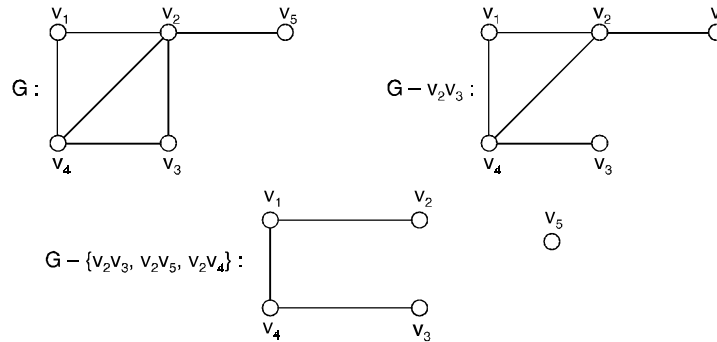 v₁ v₂ v₅
G :
v₄ v₃
v₁ v₂ v
G – v₂v₃ :
v₄ v₃
v₁ v₂
v₅
G – {v₂v₃, v₂v₅, v₂v₄} :
v₄ v₃